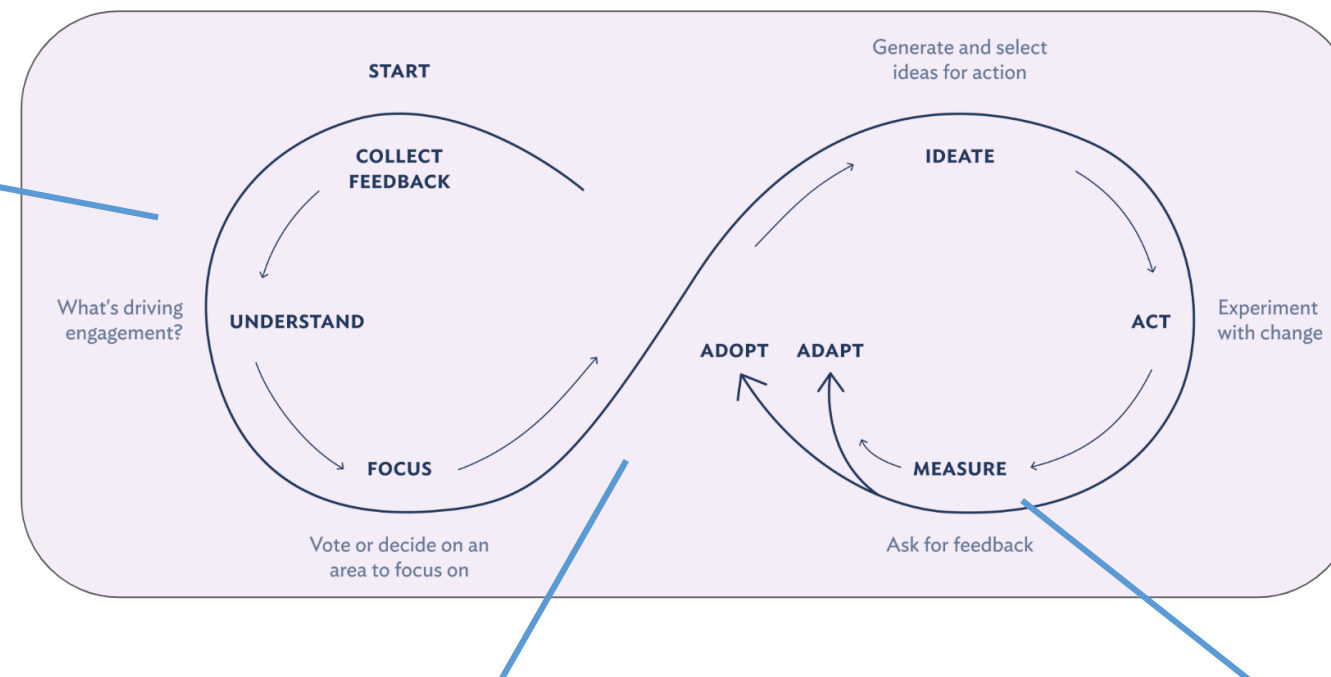 START
COLLECT
FEEDBACK
What's driving
engagement?
UNDERSTAND
FOCUS
Vote or decide on an
area to focus on
Generate and select
ideas for action
IDEATE
ACT
Experiment
with change
MEASURE
Ask for feedback
ADOPT
ADAPT